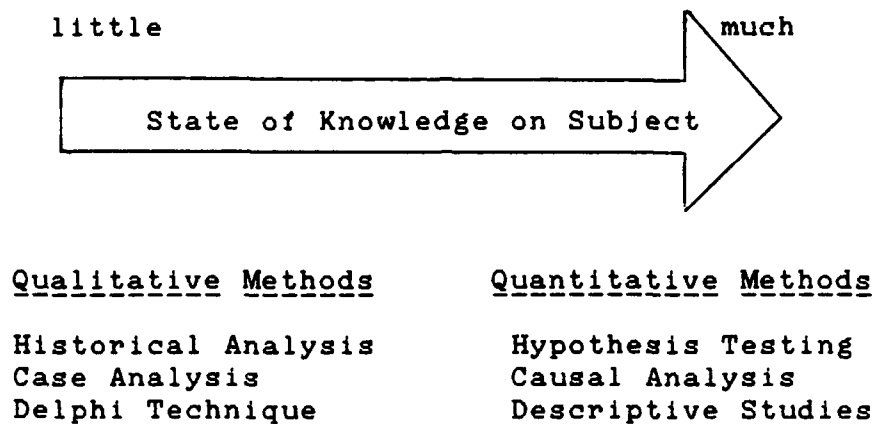 little much
State of Knowledge on Subject
Qualitative Methods Quantitative Methods
Historical Analysis Hypothesis Testing
Case Analysis Causal Analysis
Delphi Technique Descriptive Studies